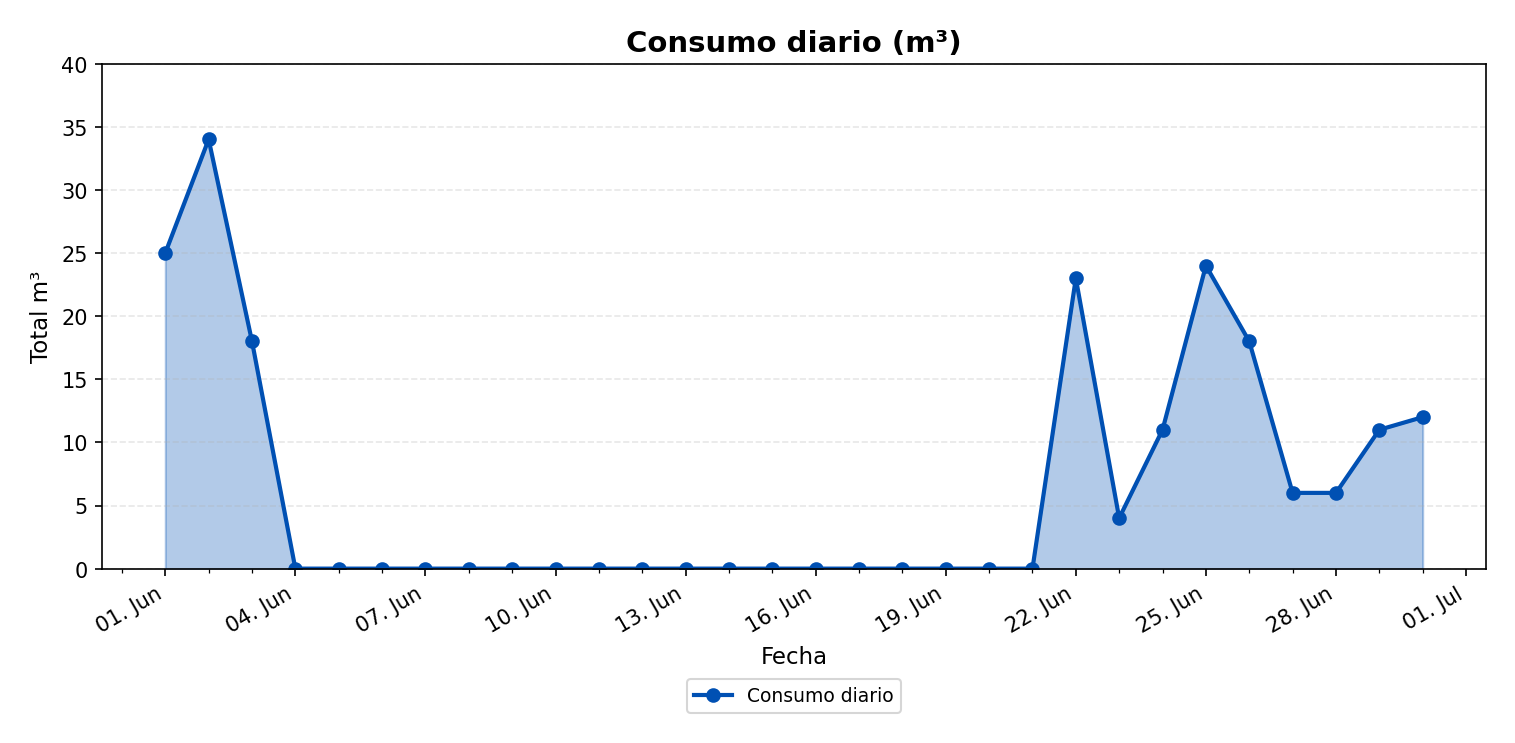 Consumo diario (m³)
Total m³
40
35
30
25
20
15
10
5
0
01. Jun
04. Jun
07. Jun
10. Jun
13. Jun
16. Jun
19. Jun
22. Jun
25. Jun
28. Jun
01. Jul
Fecha
Consumo diario